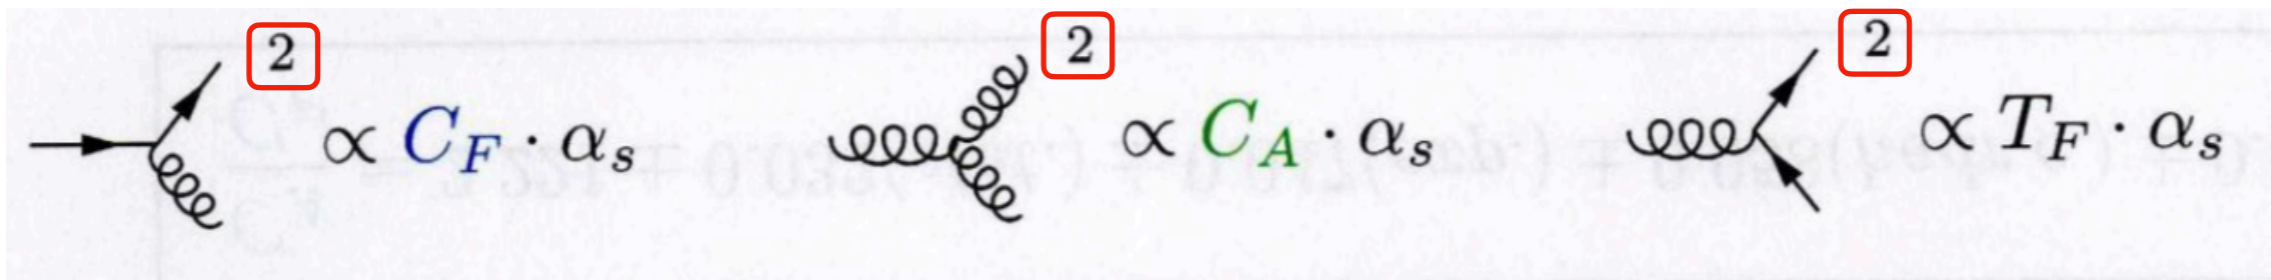 2 ∝ C_F · α_s 2 ∝ C_A · α_s 2 ∝ T_F · α_s